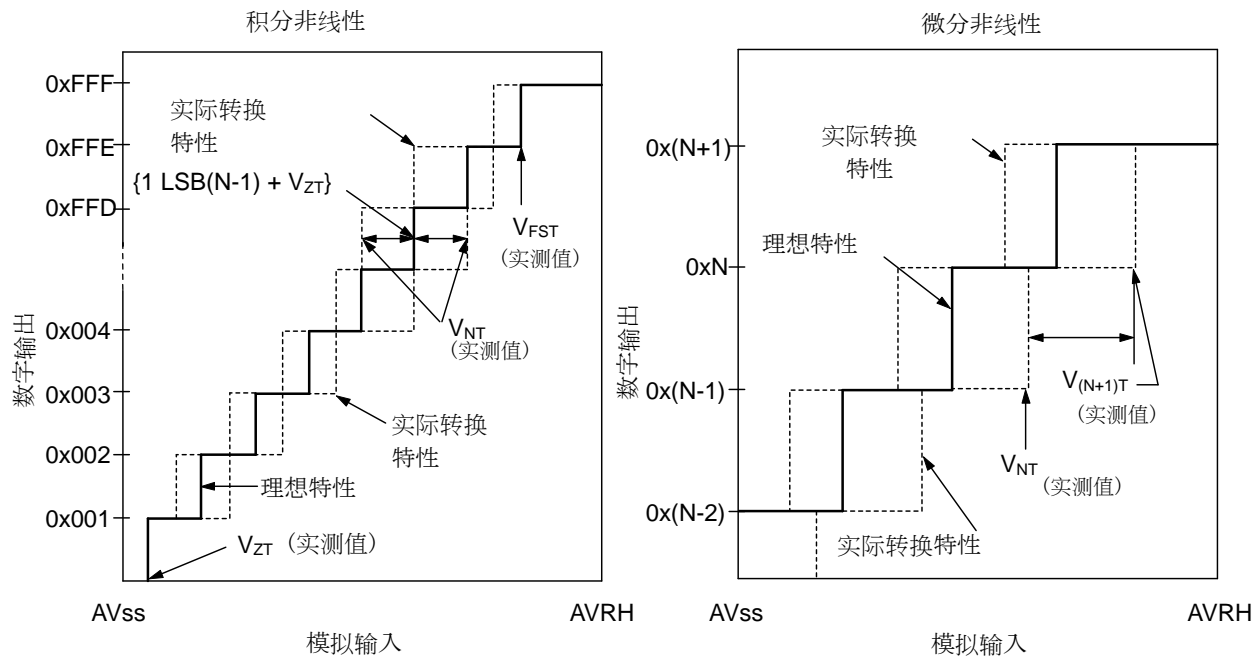 积分非线性
0xFFF
0xFFE
0xFFD
0x004
0x003
0x002
0x001
数字输出
实际转换
特性
{1 LSB(N-1) + VZT}
VFST
(实测值)
VNT
(实测值)
实际转换
特性
理想特性
VZT (实测值)
AVss
AVRH
模拟输入
微分非线性
0x(N+1)
0xN
0x(N-1)
0x(N-2)
数字输出
实际转换
特性
理想特性
V(N+1)T
(实测值)
VNT
(实测值)
实际转换特性
AVss
AVRH
模拟输入